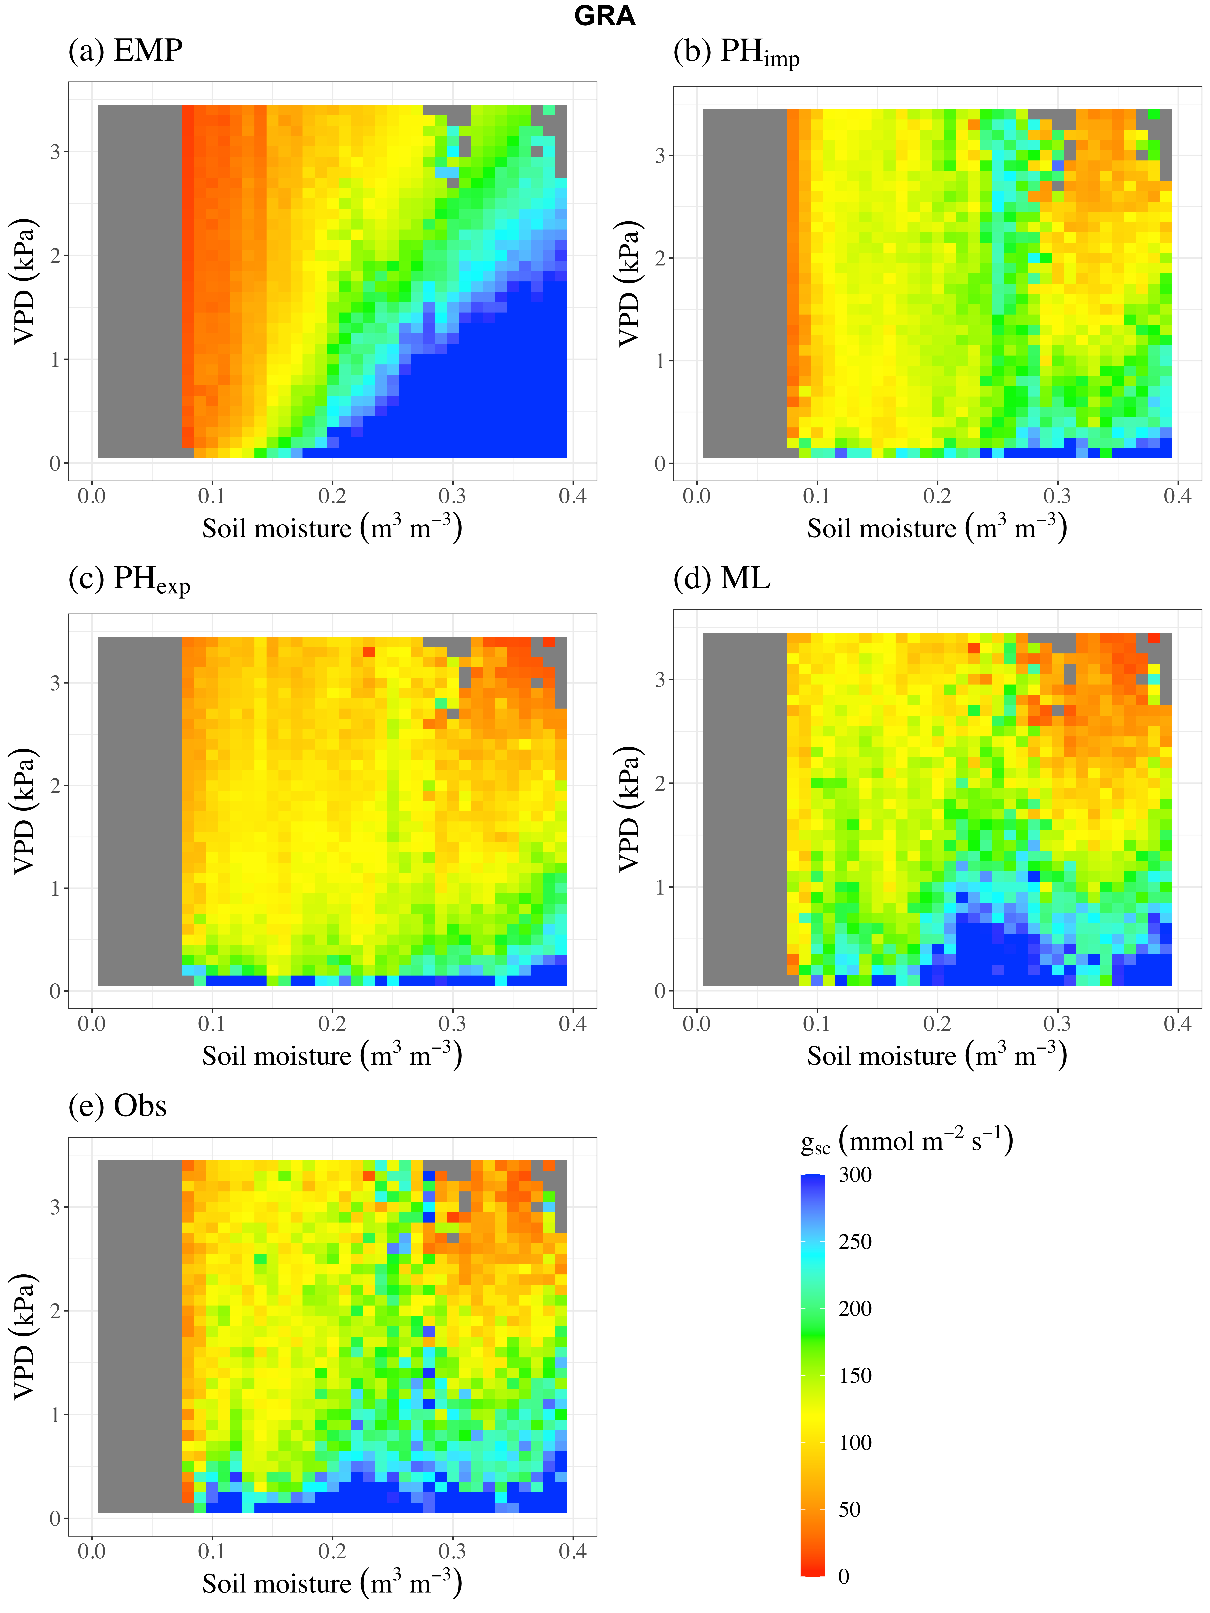 GRA
(a) EMP
(b) PH_imp
VPD (kPa)
3
2
1
0
0.0 0.1 0.2 0.3 0.4
Soil moisture (m³ m⁻³)
VPD (kPa)
3
2
1
0
0.0 0.1 0.2 0.3 0.4
Soil moisture (m³ m⁻³)
(c) PH_exp
(d) ML
VPD (kPa)
3
2
1
0
0.0 0.1 0.2 0.3 0.4
Soil moisture (m³ m⁻³)
VPD (kPa)
3
2
1
0
0.0 0.1 0.2 0.3 0.4
Soil moisture (m³ m⁻³)
(e) Obs
VPD (kPa)
3
2
1
0
0.0 0.1 0.2 0.3 0.4
Soil moisture (m³ m⁻³)
g_sc (mmol m⁻² s⁻¹)
300
250
200
150
100
50
0